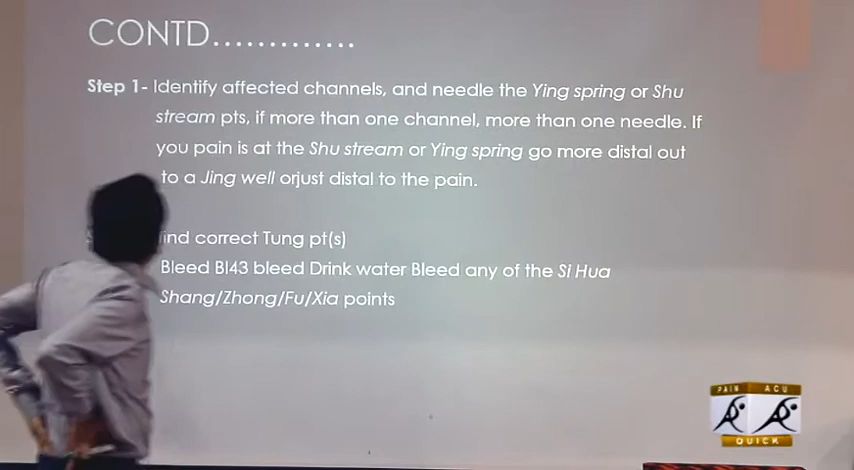 CONTD.............
Step 1- Identify affected channels, and needle the Ying spring or Shu
stream pts, if more than one channel, more than one needle. If
you pain is at the Shu stream or Ying spring go more distal out
to a Jing well orjust distal to the pain.
find correct Tung pt(s)
Bleed Bl43 bleed Drink water Bleed any of the Si Hua
Shang/Zhong/Fu/Xia points
PAIN ACU
QUICK